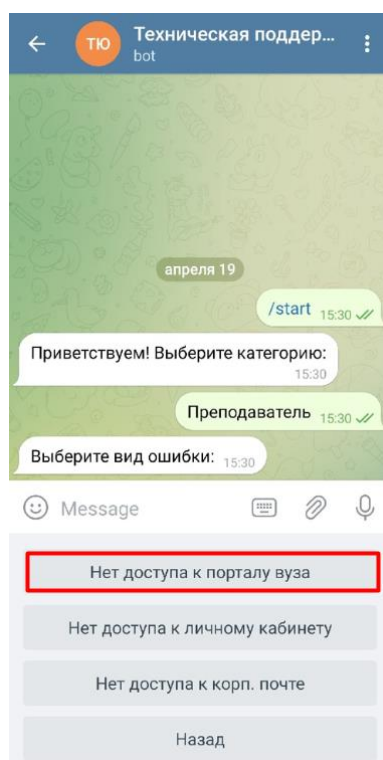 ТЮ
Техническая поддер...
bot
апреля 19
/start 15:30
Приветствуем! Выберите категорию:
15:30
Преподаватель 15:30
Выберите вид ошибки: 15:30
Message
Нет доступа к порталу вуза
Нет доступа к личному кабинету
Нет доступа к корп. почте
Назад